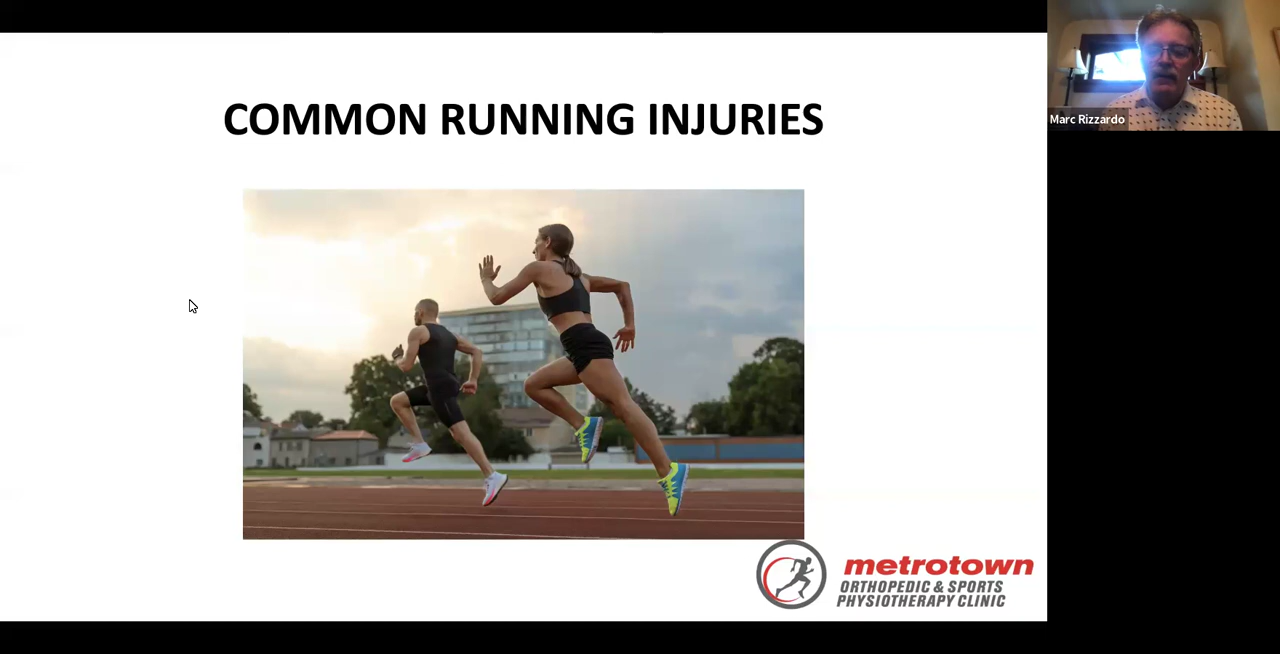 COMMON RUNNING INJURIES
Marc Rizzardo
metrotown
ORTHOPEDIC & SPORTS
PHYSIOTHERAPY CLINIC